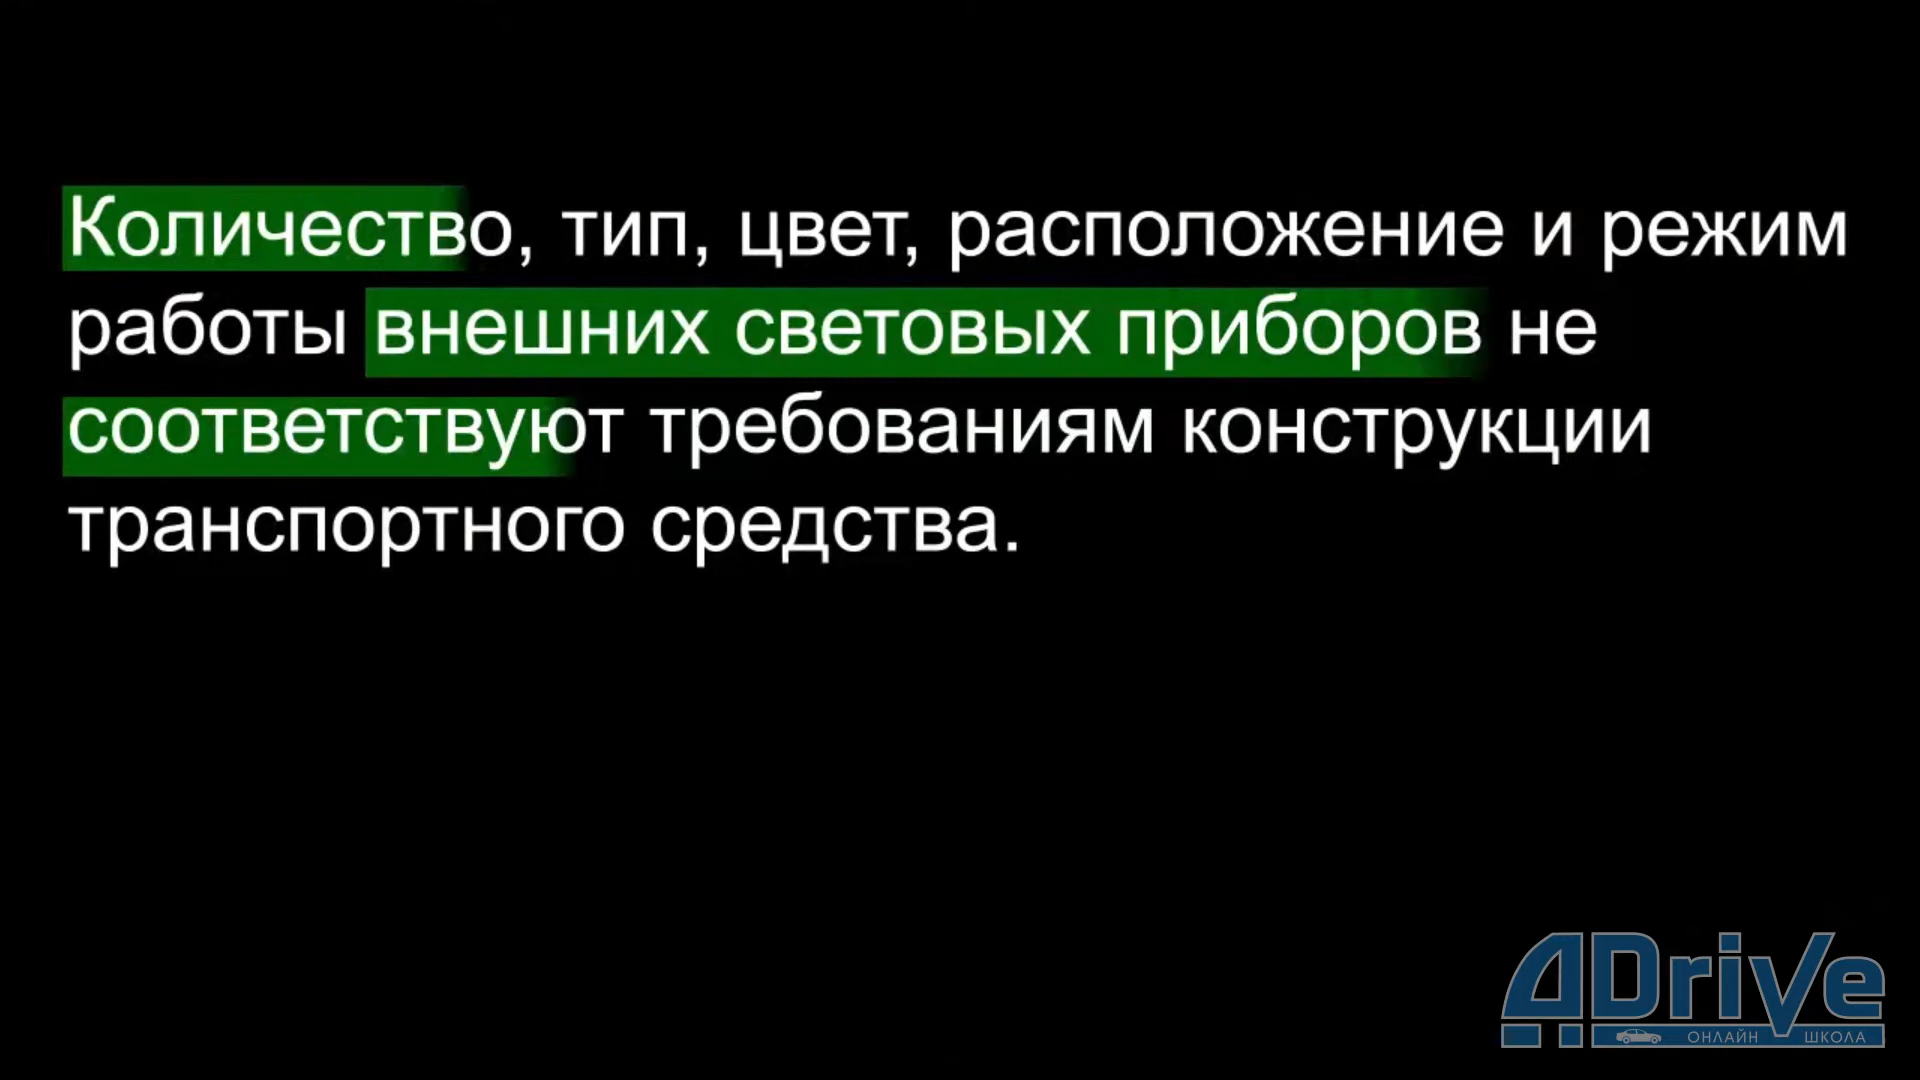 Количество, тип, цвет, расположение и режим
работы внешних световых приборов не
соответствуют требованиям конструкции
транспортного средства.
4Drive
ОНЛАЙН ШКОЛА